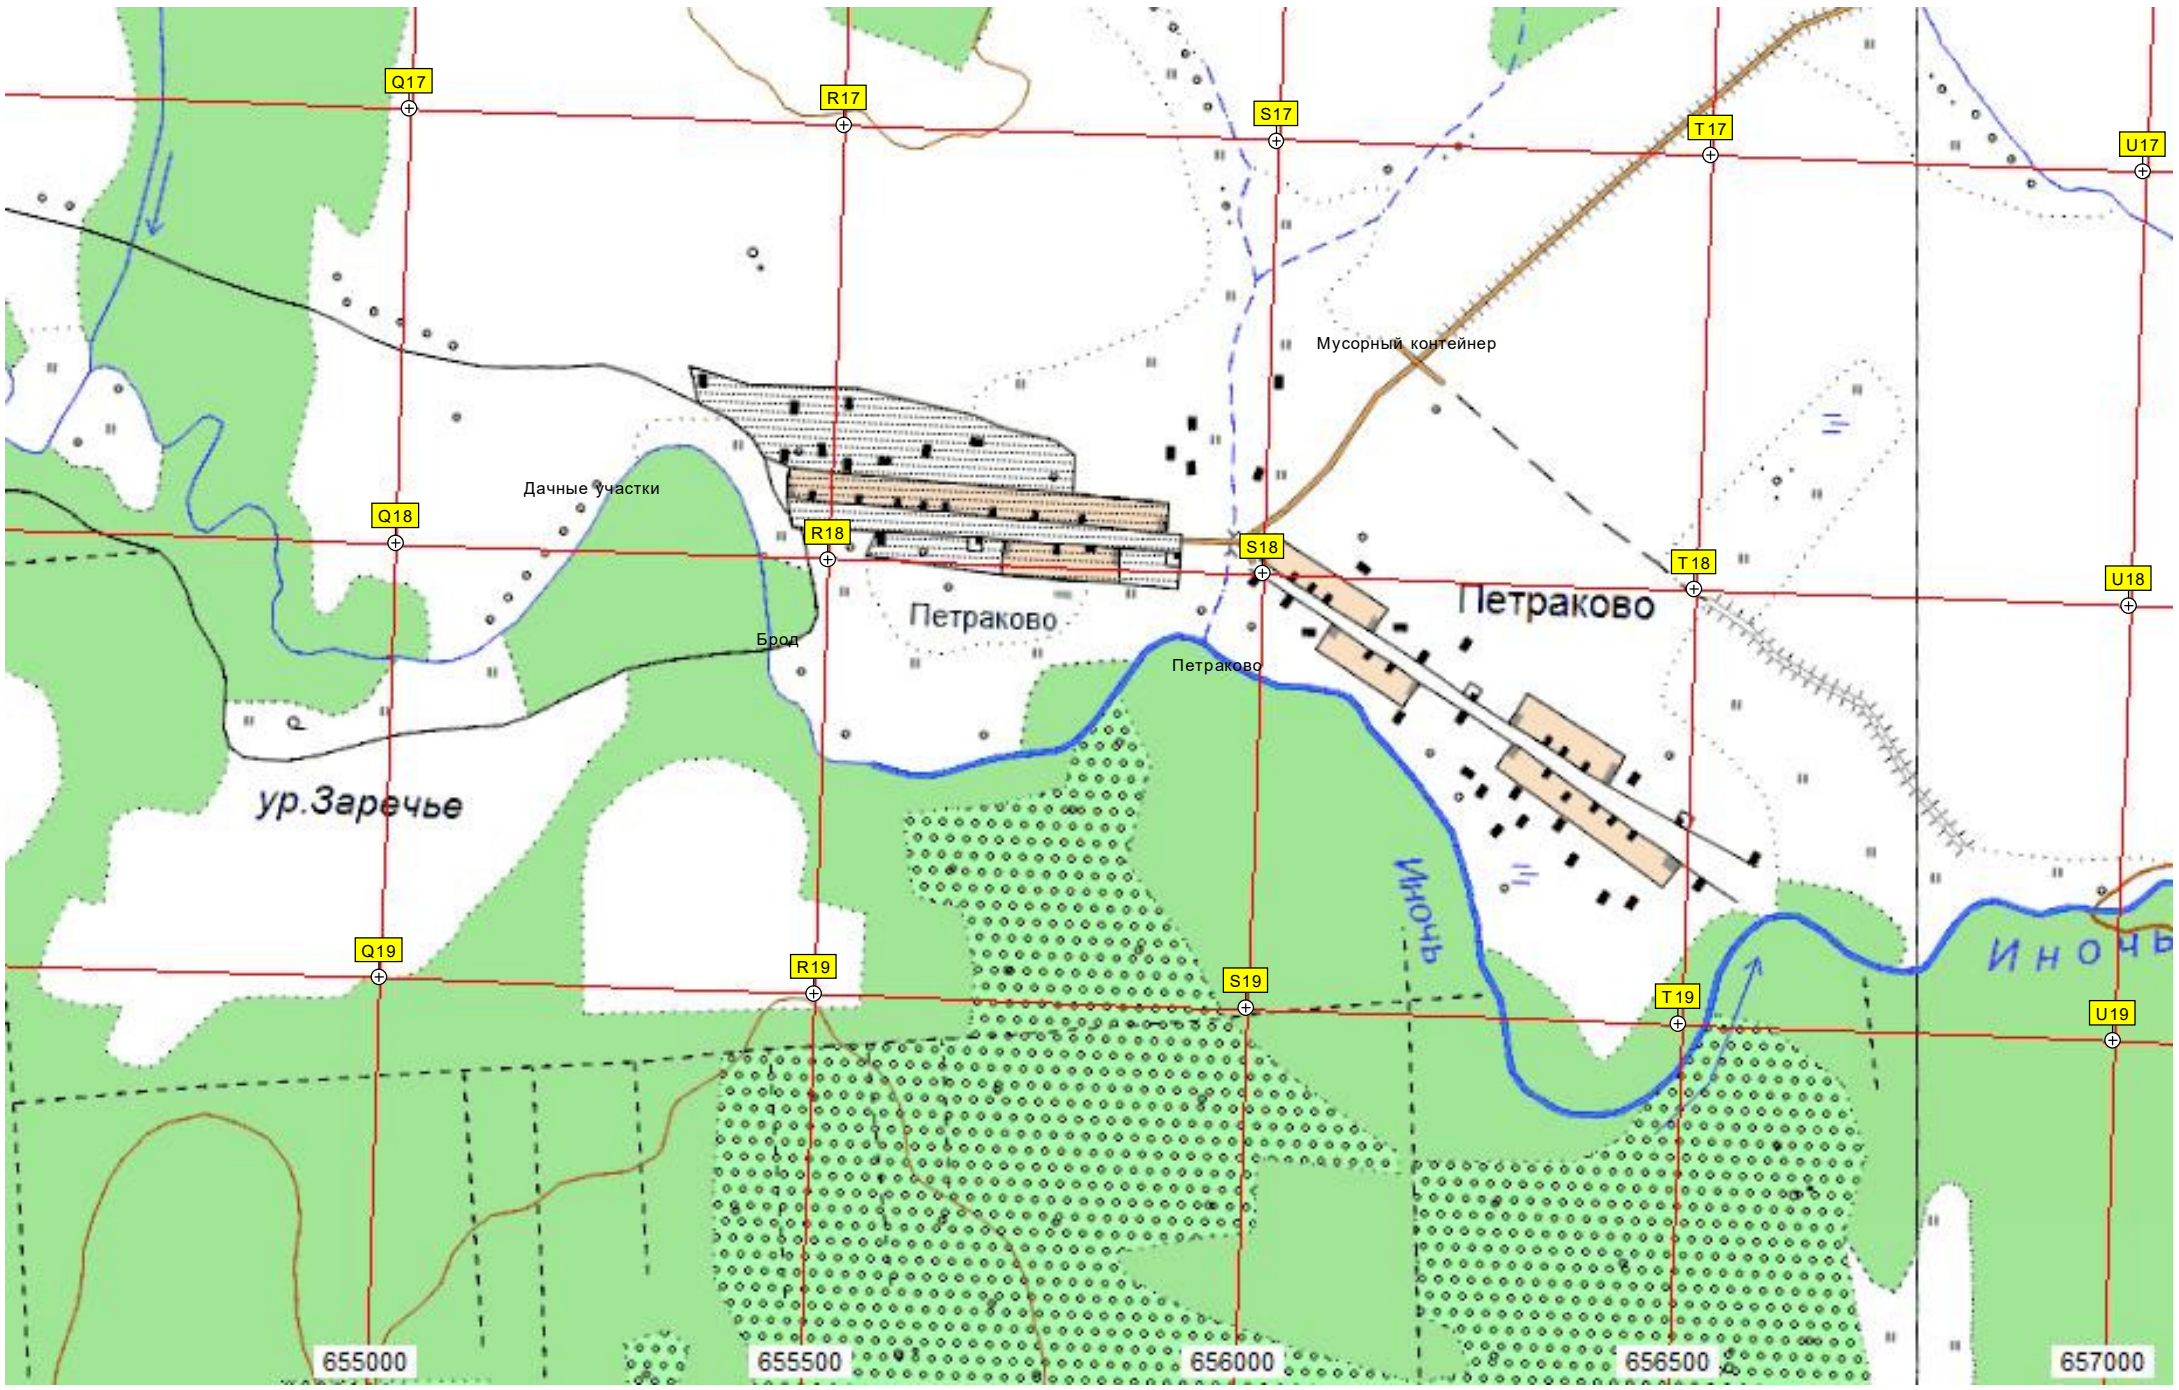 Q17
R17
S17
T17
U17
Мусорный контейнер
Дачные участки
Q18
R18
S18
T18
U18
Петраково
Петраково
Брод
Петраково
ур.Заречье
Иночь
Иночь
Q19
R19
S19
T19
U19
655000
655500
656000
656500
657000